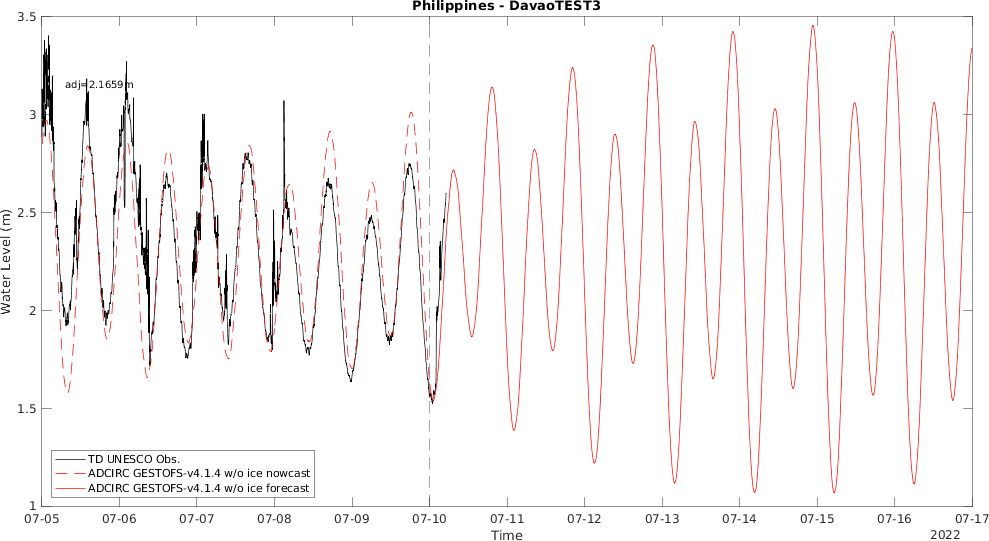 Philippines - DavaoTEST3
adj=2.1659m
3.5
3
2.5
2
1.5
1
Water Level (m)
TD UNESCO Obs.
ADCIRC GESTOFS-v4.1.4 w/o ice nowcast
ADCIRC GESTOFS-v4.1.4 w/o ice forecast
07-05 07-06 07-07 07-08 07-09 07-10 07-11 07-12 07-13 07-14 07-15 07-16 07-17
Time
2022